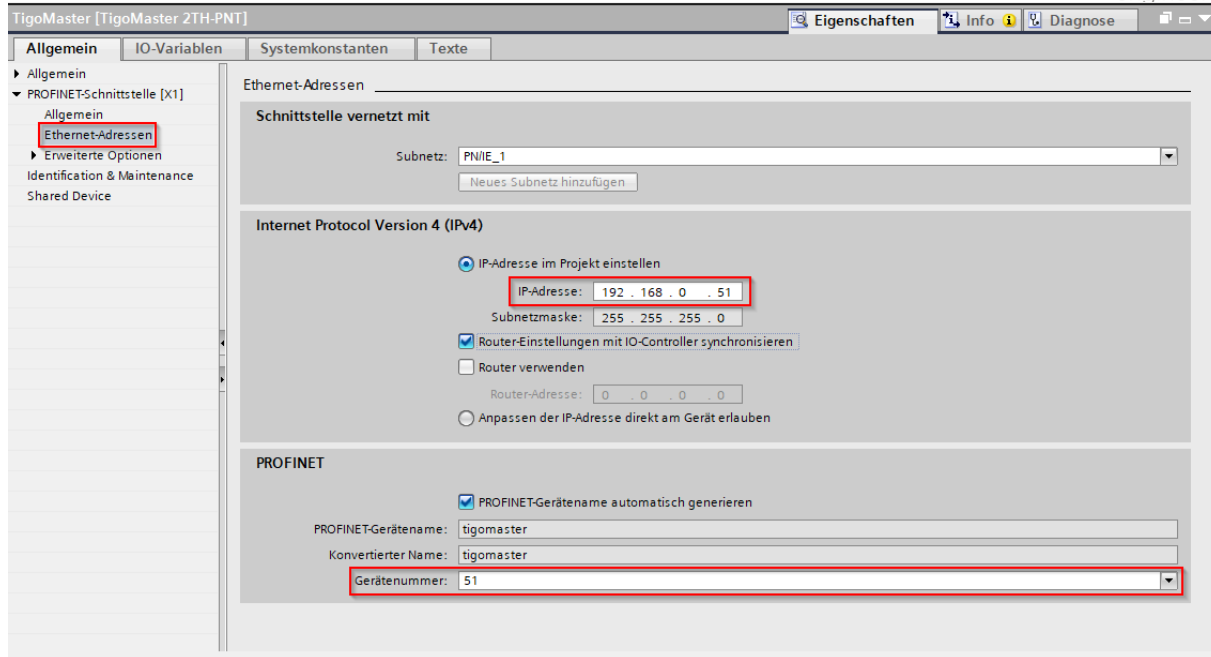 TigoMaster [TigoMaster 2TH-PNT]
Eigenschaften
Info
Diagnose
Allgemein
IO-Variablen
Systemkonstanten
Texte
Allgemein
PROFINET-Schnittstelle [X1]
Allgemein
Ethernet-Adressen
Erweiterte Optionen
Identification & Maintenance
Shared Device
Ethernet-Adressen
Schnittstelle vernetzt mit
Subnetz: PN/IE_1
Neues Subnetz hinzufügen
Internet Protocol Version 4 (IPv4)
IP-Adresse im Projekt einstellen
IP-Adresse: 192 . 168 . 0 . 51
Subnetzmaske: 255 . 255 . 255 . 0
Router-Einstellungen mit IO-Controller synchronisieren
Router verwenden
Router-Adresse: 0 . 0 . 0 . 0
Anpassen der IP-Adresse direkt am Gerät erlauben
PROFINET
PROFINET-Gerätename automatisch generieren
PROFINET-Gerätename: tigomaster
Konvertierter Name: tigomaster
Gerätenummer: 51